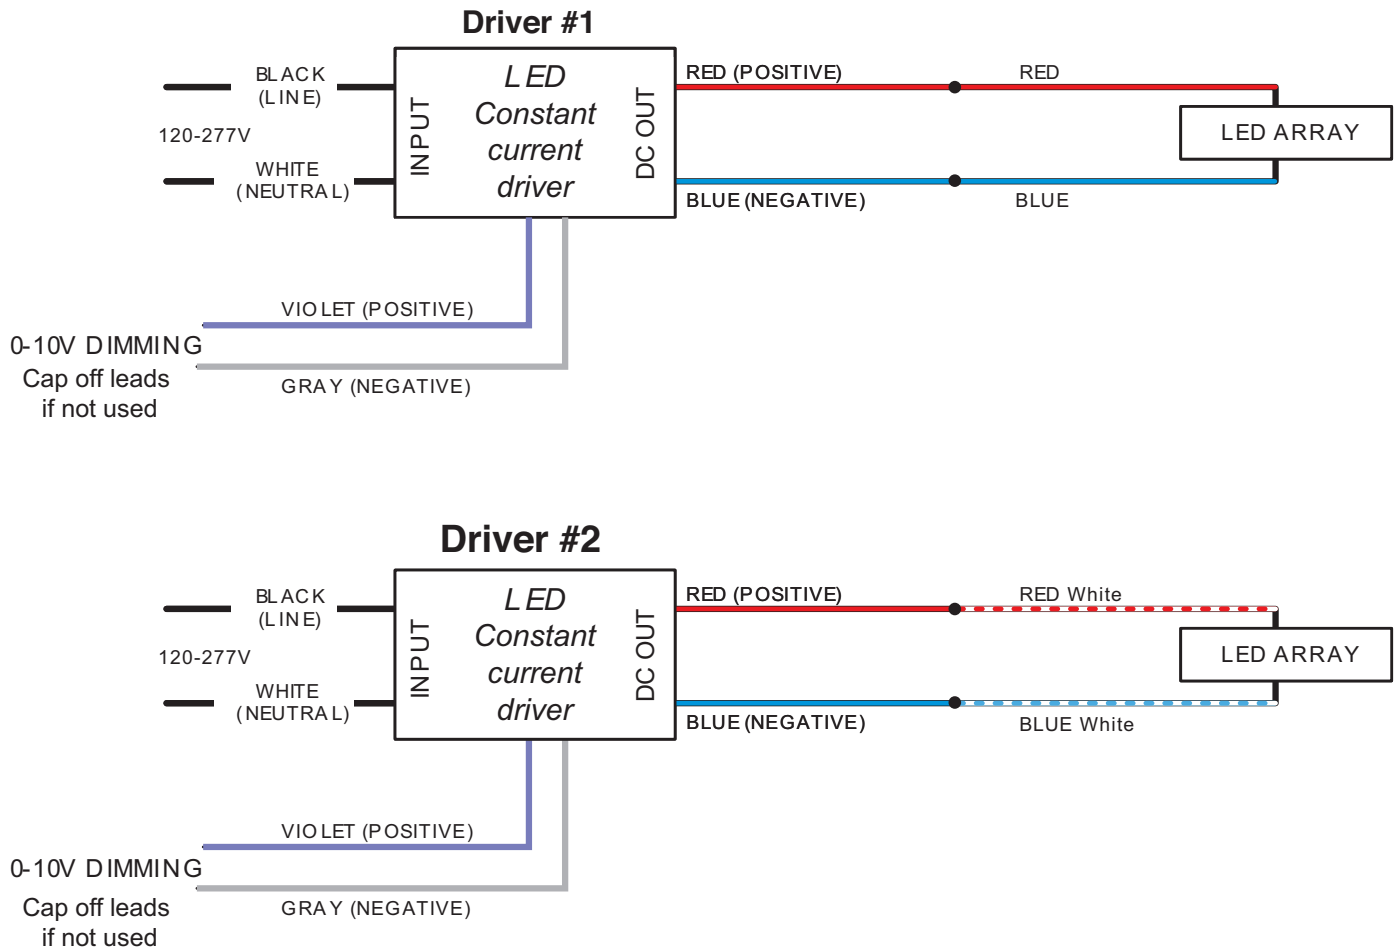 Driver #1
BLACK
(LINE)
120-277V
WHITE
(NEUTRAL)
INPUT
LED
Constant
current
driver
DC OUT
RED (POSITIVE)
RED
LED ARRAY
BLUE (NEGATIVE)
BLUE
VIOLET (POSITIVE)
0-10V DIMMING
Cap off leads
if not used
GRAY (NEGATIVE)
Driver #2
BLACK
(LINE)
120-277V
WHITE
(NEUTRAL)
INPUT
LED
Constant
current
driver
DC OUT
RED (POSITIVE)
RED White
LED ARRAY
BLUE (NEGATIVE)
BLUE White
VIOLET (POSITIVE)
0-10V DIMMING
Cap off leads
if not used
GRAY (NEGATIVE)